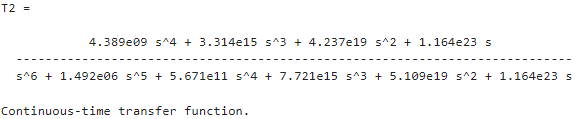 T2 =
4.389e09 s^4 + 3.314e15 s^3 + 4.237e19 s^2 + 1.164e23 s
-----------------------------------------------------------------------------
s^6 + 1.492e06 s^5 + 5.671e11 s^4 + 7.721e15 s^3 + 5.109e19 s^2 + 1.164e23 s
Continuous-time transfer function.